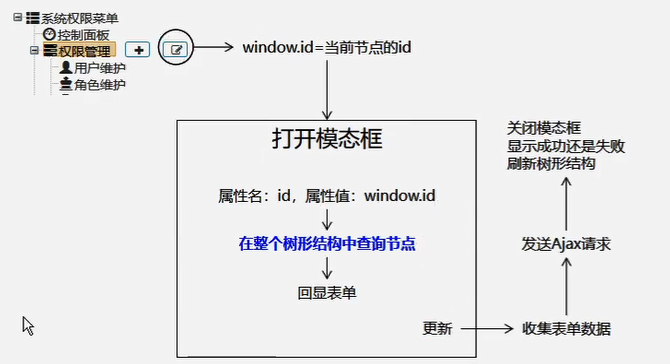 系统权限菜单
控制面板
权限管理
用户维护
角色维护
window.id=当前节点的id
打开模态框
属性名：id，属性值：window.id
在整个树形结构中查询节点
回显表单
更新
收集表单数据
发送Ajax请求
关闭模态框
显示成功还是失败
刷新树形结构